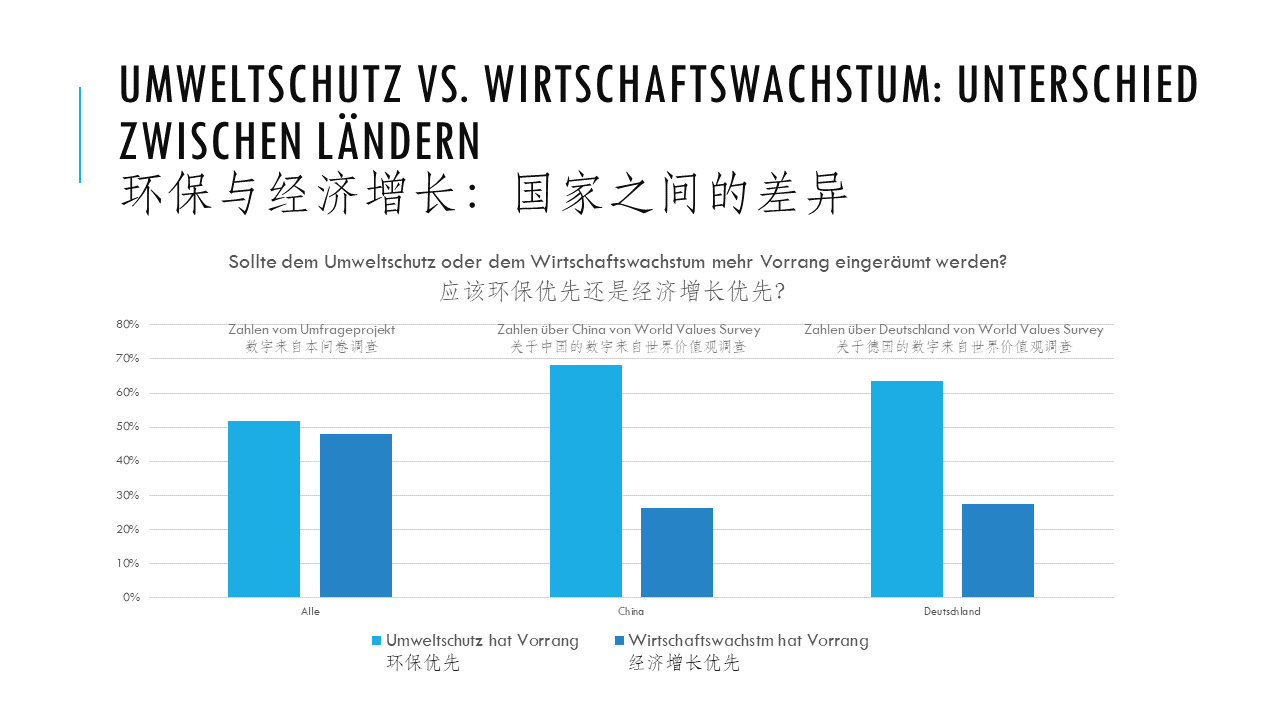 UMWELTSCHUTZ VS. WIRTSCHAFTSWACHSTUM: UNTERSCHIED
ZWISCHEN LÄNDERN
环保与经济增长：国家之间的差异
Sollte dem Umweltschutz oder dem Wirtschaftswachstum mehr Vorrang eingeräumt werden?
应该环保优先还是经济增长优先?
80%
Zahlen vom Umfrageprojekt
数字来自本问卷调查
Zahlen über China von World Values Survey
关于中国的数字来自世界价值观调查
Zahlen über Deutschland von World Values Survey
关于德国的数字来自世界价值观调查
70%
60%
50%
40%
30%
20%
10%
0%
Alle
China
Deutschland
Umweltschutz hat Vorrang
环保优先
Wirtschaftswachstm hat Vorrang
经济增长优先